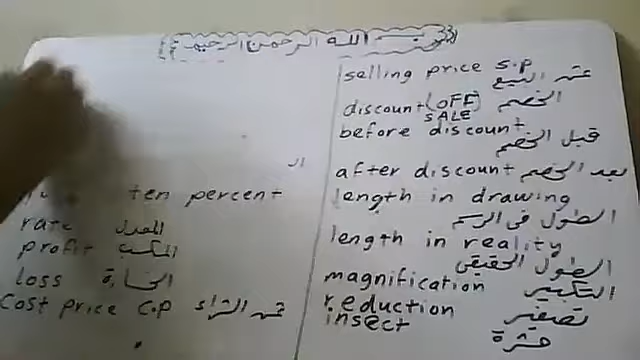 بسم الله الرحمن الرحيم
ten percent
rate المعدل
profit المكسب
loss الخسارة
Cost price C.P ثمن الشراء
selling price S.P
ثمن البيع
discount (OFF) الخصم
SALE
before discount
قبل الخصم
after discount بعد الخصم
length in drawing
الطول في الرسم
length in reality
الطول الحقيقي
magnification التكبير
reduction تصغير
insect حشرة